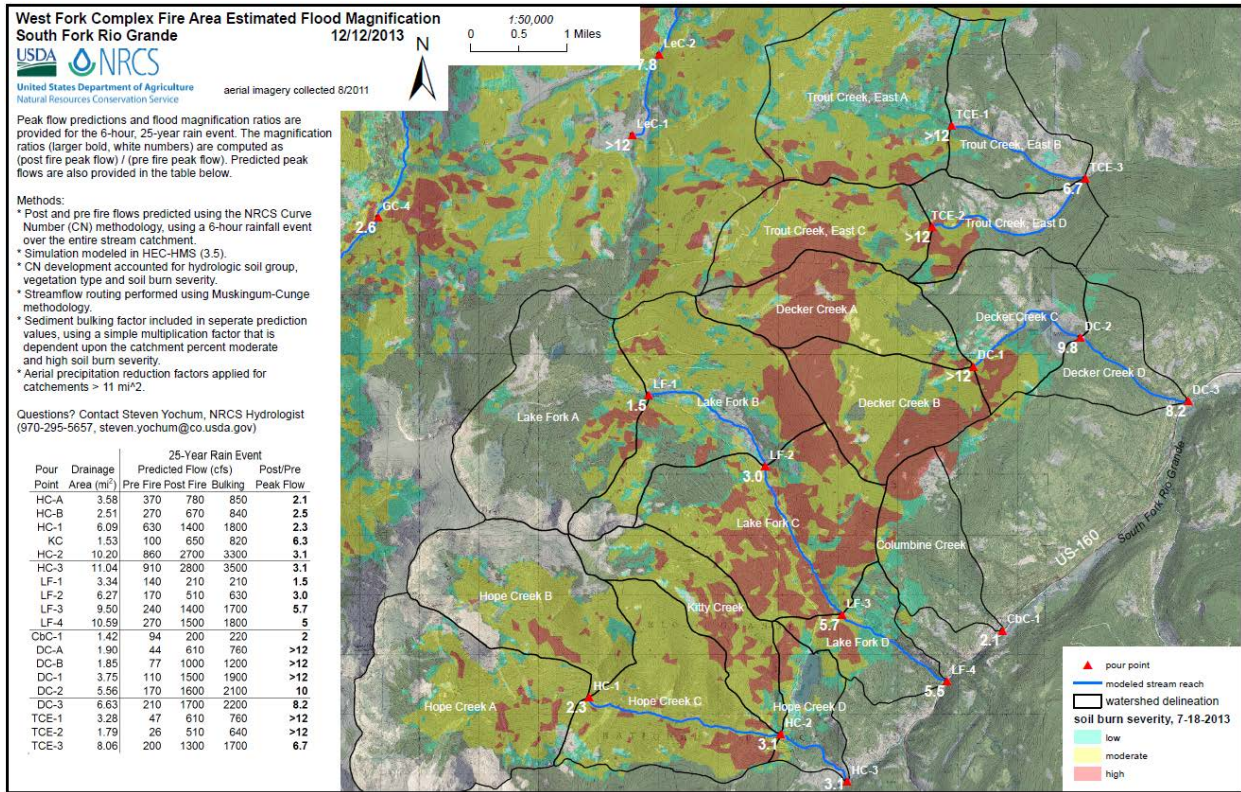 West Fork Complex Fire Area Estimated Flood Magnification
South Fork Rio Grande 12/12/2013
USDA NRCS
United States Department of Agriculture
Natural Resources Conservation Service
aerial imagery collected 8/2011
N
1:50,000
0 0.5 1 Miles
Peak flow predictions and flood magnification ratios are
provided for the 6-hour, 25-year rain event. The magnification
ratios (larger bold, white numbers) are computed as
(post fire peak flow) / (pre fire peak flow). Predicted peak
flows are also provided in the table below.
Methods:
* Post and pre fire flows predicted using the NRCS Curve
Number (CN) methodology, using a 6-hour rainfall event
over the entire stream catchment.
* Simulation modeled in HEC-HMS (3.5).
* CN development accounted for hydrologic soil group,
vegetation type and soil burn severity.
* Streamflow routing performed using Muskingum-Cunge
methodology.
* Sediment bulking factor included in seperate prediction
values, using a simple multiplication factor that is
dependent upon the catchment percent moderate
and high soil burn severity.
* Aerial precipitation reduction factors applied for
catchements > 11 mi^2.
Questions? Contact Steven Yochum, NRCS Hydrologist
(970-295-5657, steven.yochum@co.usda.gov)
25-Year Rain Event
Pour Drainage Predicted Flow (cfs) Post/Pre
Point Area (mi²) Pre Fire Post Fire Bulking Peak Flow
HC-A 3.58 370 780 850 2.1
HC-B 2.51 270 670 840 2.5
HC-1 6.09 630 1400 1800 2.3
KC 1.53 100 650 820 6.3
HC-2 10.20 860 2700 3300 3.1
HC-3 11.04 910 2800 3500 3.1
LF-1 3.34 140 210 210 1.5
LF-2 6.27 170 510 630 3.0
LF-3 9.50 240 1400 1700 5.7
LF-4 10.59 270 1500 1800 5
CbC-1 1.42 94 200 220 2
DC-A 1.90 44 610 760 >12
DC-B 1.85 77 1000 1200 >12
DC-1 3.75 110 1500 1900 >12
DC-2 5.56 170 1600 2100 10
DC-3 6.63 210 1700 2200 8.2
TCE-1 3.28 47 610 760 >12
TCE-2 1.79 26 510 640 >12
TCE-3 8.06 200 1300 1700 6.7
LeC-2
7.8
LeC-1
>12
GC-4
2.6
Trout Creek, East A
TCE-1
>12
Trout Creek, East B
TCE-3
6.7
TCE-2
>12
Trout Creek, East D
Trout Creek, East C
Decker Creek A
Decker Creek C
DC-2
9.8
DC-1
>12
Decker Creek D
DC-3
8.2
LF-1
1.5
Lake Fork B
Decker Creek B
Lake Fork A
LF-2
3.0
Lake Fork C
Columbine Creek
US-160
South Fork Rio Grande
Hope Creek B
Kitty Creek
LF-3
5.7
CbC-1
2.1
Lake Fork D
LF-4
5.5
HC-1
2.3
Hope Creek C
Hope Creek A
Hope Creek D
HC-2
3.1
HC-3
3.1
pour point
modeled stream reach
watershed delineation
soil burn severity, 7-18-2013
low
moderate
high